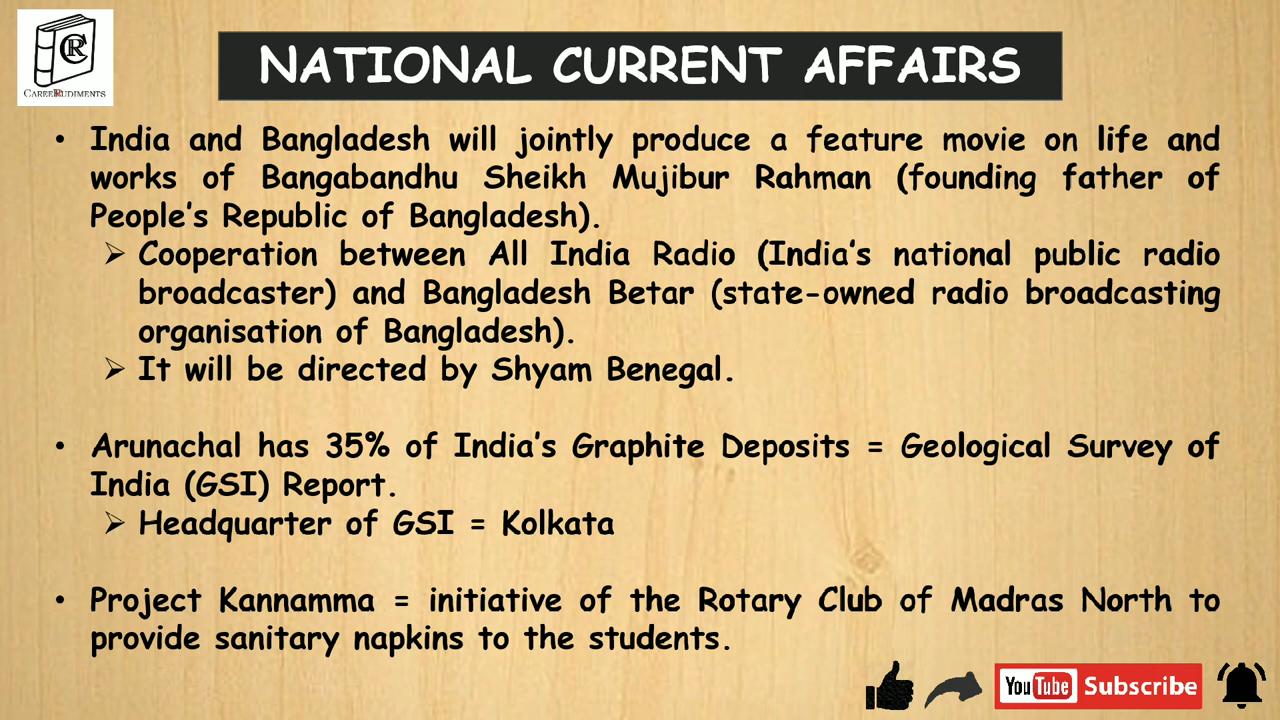 CR
CAREERUDIMENTS
NATIONAL CURRENT AFFAIRS
• India and Bangladesh will jointly produce a feature movie on life and
works of Bangabandhu Sheikh Mujibur Rahman (founding father of
People's Republic of Bangladesh).
➢ Cooperation between All India Radio (India's national public radio
broadcaster) and Bangladesh Betar (state-owned radio broadcasting
organisation of Bangladesh).
➢ It will be directed by Shyam Benegal.
• Arunachal has 35% of India's Graphite Deposits = Geological Survey of
India (GSI) Report.
➢ Headquarter of GSI = Kolkata
• Project Kannamma = initiative of the Rotary Club of Madras North to
provide sanitary napkins to the students.
YouTube Subscribe